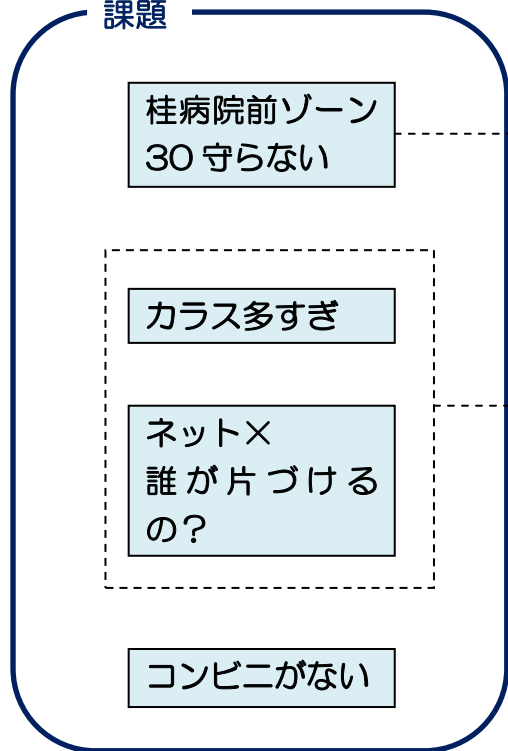 課題
桂病院前ゾーン
30 守らない
カラス多すぎ
ネット×
誰が片づける
の？
コンビニがない